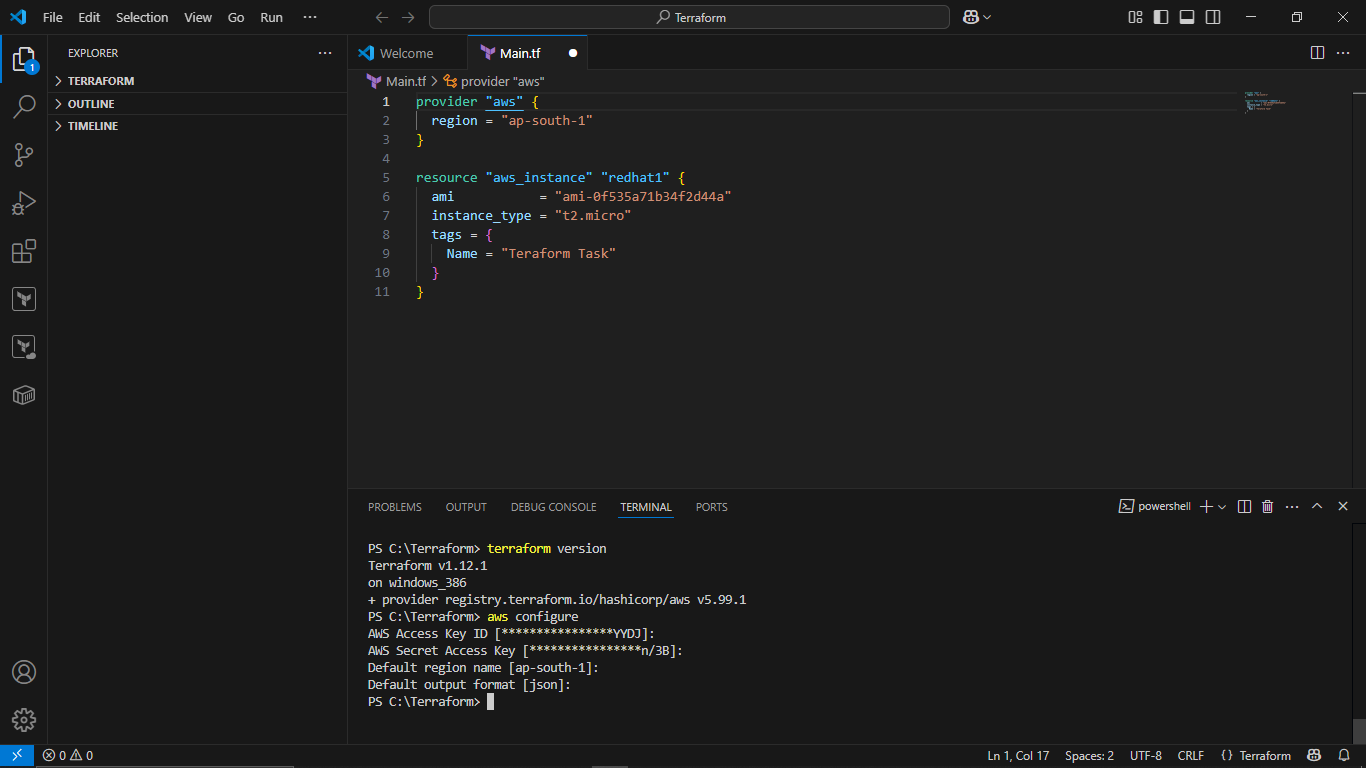 File Edit Selection View Go Run ···
Terraform
EXPLORER ···
1
TERRAFORM
OUTLINE
TIMELINE
Welcome
Main.tf
Main.tf > provider "aws"
1 provider "aws" {
2 region = "ap-south-1"
3 }
4
5 resource "aws_instance" "redhat1" {
6 ami = "ami-0f535a71b34f2d44a"
7 instance_type = "t2.micro"
8 tags = {
9 Name = "Teraform Task"
10 }
11 }
PROBLEMS OUTPUT DEBUG CONSOLE TERMINAL PORTS
powershell
PS C:\Terraform> terraform version
Terraform v1.12.1
on windows_386
+ provider registry.terraform.io/hashicorp/aws v5.99.1
PS C:\Terraform> aws configure
AWS Access Key ID [****************YYDJ]:
AWS Secret Access Key [****************n/3B]:
Default region name [ap-south-1]:
Default output format [json]:
PS C:\Terraform>
0 0
Ln 1, Col 17 Spaces: 2 UTF-8 CRLF {} Terraform